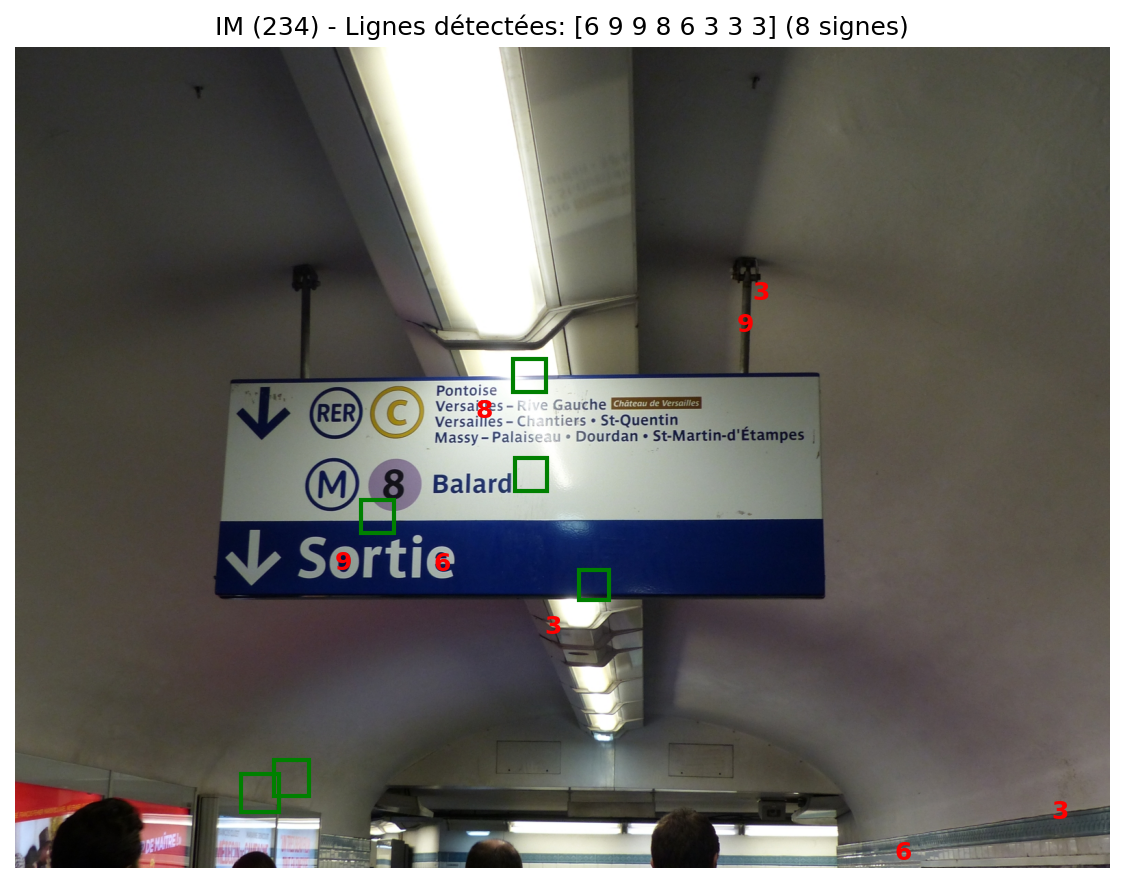 IM (234) - Lignes détectées: [6 9 9 8 6 3 3 3] (8 signes)
3
9
RER C Pontoise
Versailles – Rive Gauche Château de Versailles
8
Versailles – Chantiers • St-Quentin
Massy – Palaiseau • Dourdan • St-Martin-d'Étampes
M 8 Balard
Sortie
9
6
3
3
6
DE MAÎTRE